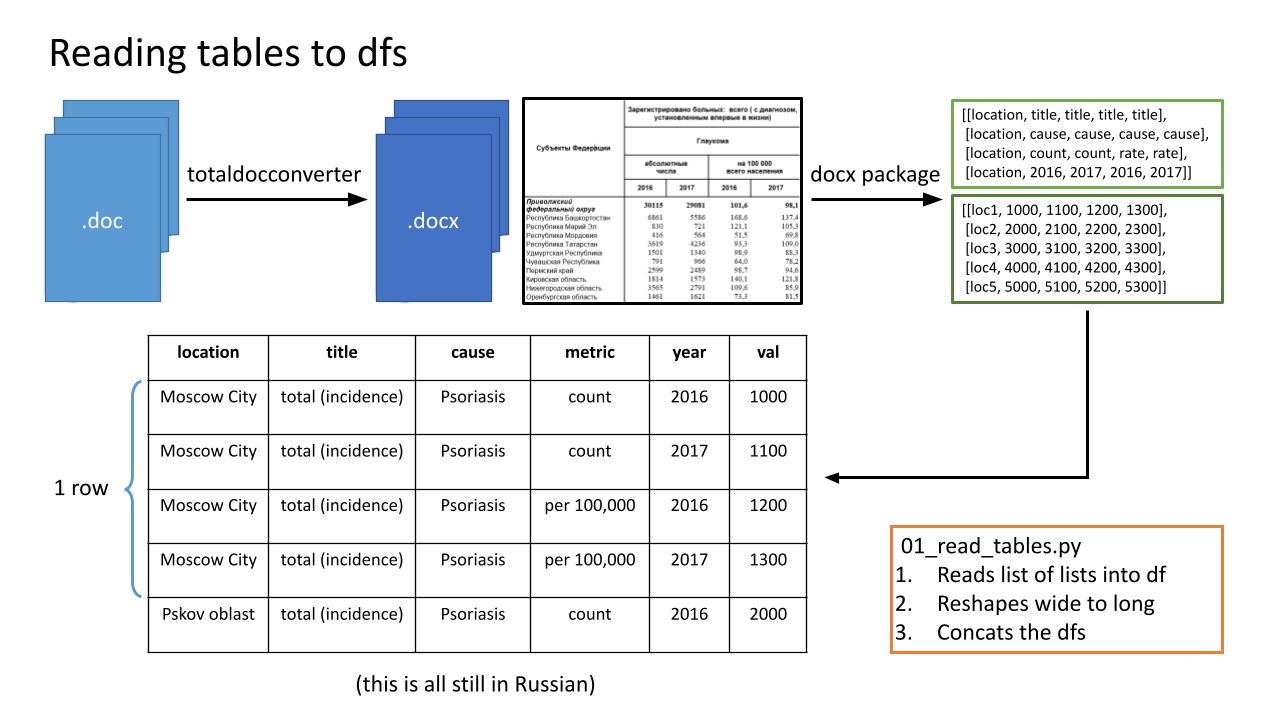 Reading tables to dfs
.doc
totaldocconverter
.docx
Субъекты Федерации
Зарегистрировано больных: всего ( с диагнозом,
установленным впервые в жизни)
Глаукома
абсолютные
числа
на 100 000
всего населения
2016 2017 2016 2017
Приволжский
федеральный округ 30115 29081 101,6 98,1
Республика Башкортостан 6861 5586 168,6 137,4
Республика Марий Эл 830 721 121,1 105,3
Республика Мордовия 416 564 51,5 69,8
Республика Татарстан 3619 4236 93,3 109,0
Удмуртская Республика 1501 1340 98,9 88,3
Чувашская Республика 791 966 64,0 78,2
Пермский край 2599 2489 98,7 94,6
Кировская область 1814 1573 140,1 121,8
Нижегородская область 3565 2791 109,6 85,9
Оренбургская область 1461 1621 73,3 81,5
docx package
[[location, title, title, title, title],
[location, cause, cause, cause, cause],
[location, count, count, rate, rate],
[location, 2016, 2017, 2016, 2017]]
[[loc1, 1000, 1100, 1200, 1300],
[loc2, 2000, 2100, 2200, 2300],
[loc3, 3000, 3100, 3200, 3300],
[loc4, 4000, 4100, 4200, 4300],
[loc5, 5000, 5100, 5200, 5300]]
location title cause metric year val
Moscow City total (incidence) Psoriasis count 2016 1000
Moscow City total (incidence) Psoriasis count 2017 1100
1 row
Moscow City total (incidence) Psoriasis per 100,000 2016 1200
Moscow City total (incidence) Psoriasis per 100,000 2017 1300
Pskov oblast total (incidence) Psoriasis count 2016 2000
(this is all still in Russian)
01_read_tables.py
1. Reads list of lists into df
2. Reshapes wide to long
3. Concats the dfs